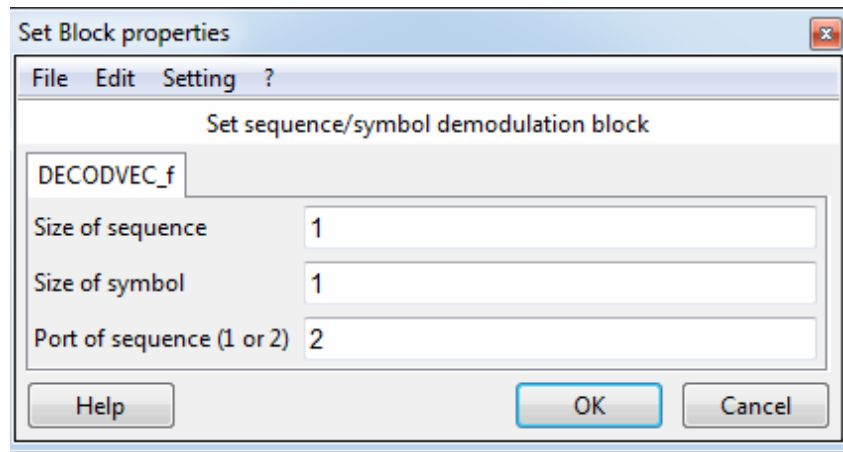 Set Block properties
File Edit Setting ?
Set sequence/symbol demodulation block
DECODVEC_f
Size of sequence 1
Size of symbol 1
Port of sequence (1 or 2) 2
Help OK Cancel